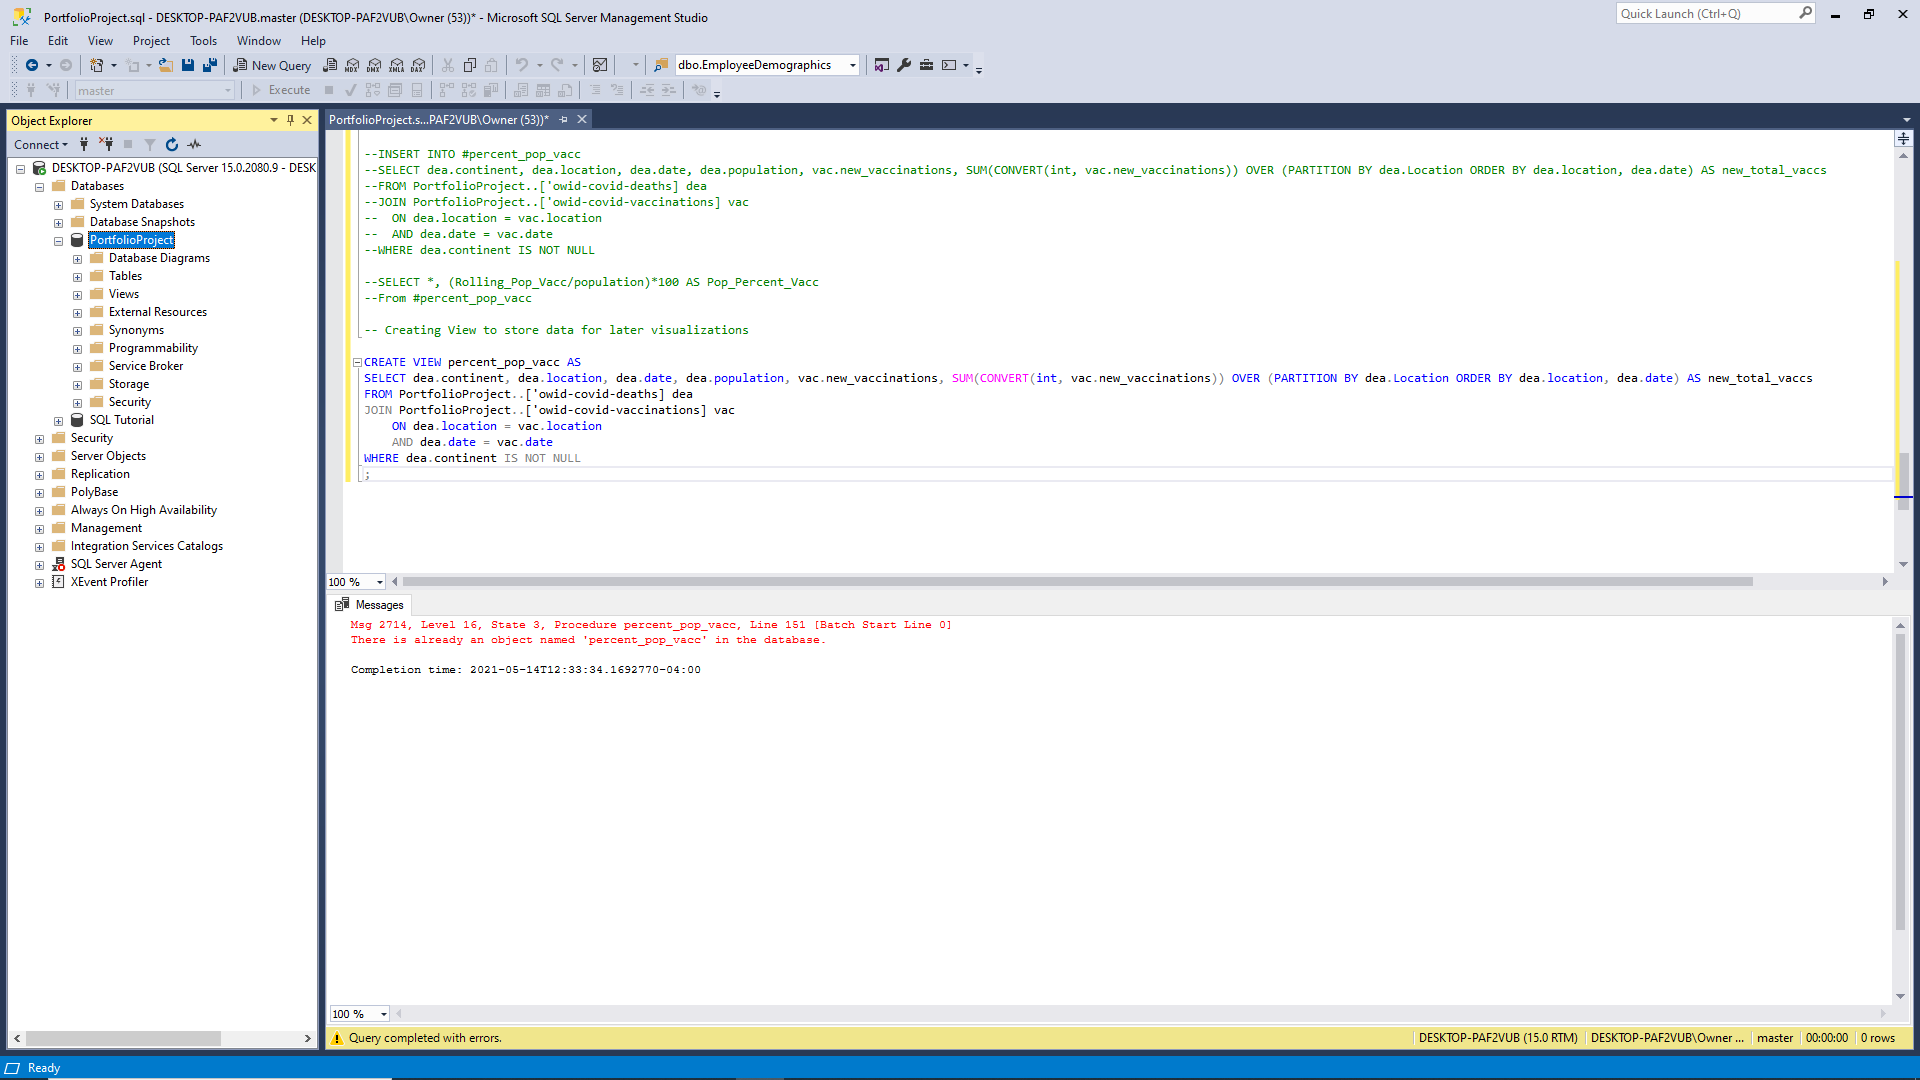 PortfolioProject.sql - DESKTOP-PAF2VUB.master (DESKTOP-PAF2VUB\Owner (53))* - Microsoft SQL Server Management Studio
Quick Launch (Ctrl+Q)
File Edit View Project Tools Window Help
New Query
MDX DMX XMLA DAX
dbo.EmployeeDemographics
master
Execute
Object Explorer
Connect
DESKTOP-PAF2VUB (SQL Server 15.0.2080.9 - DESK
Databases
System Databases
Database Snapshots
PortfolioProject
Database Diagrams
Tables
Views
External Resources
Synonyms
Programmability
Service Broker
Storage
Security
SQL Tutorial
Security
Server Objects
Replication
PolyBase
Always On High Availability
Management
Integration Services Catalogs
SQL Server Agent
XEvent Profiler
PortfolioProject.s...PAF2VUB\Owner (53))*
--INSERT INTO #percent_pop_vacc
--SELECT dea.continent, dea.location, dea.date, dea.population, vac.new_vaccinations, SUM(CONVERT(int, vac.new_vaccinations)) OVER (PARTITION BY dea.Location ORDER BY dea.location, dea.date) AS new_total_vaccs
--FROM PortfolioProject..['owid-covid-deaths] dea
--JOIN PortfolioProject..['owid-covid-vaccinations] vac
--  ON dea.location = vac.location
--  AND dea.date = vac.date
--WHERE dea.continent IS NOT NULL
--SELECT *, (Rolling_Pop_Vacc/population)*100 AS Pop_Percent_Vacc
--From #percent_pop_vacc
-- Creating View to store data for later visualizations
CREATE VIEW percent_pop_vacc AS
SELECT dea.continent, dea.location, dea.date, dea.population, vac.new_vaccinations, SUM(CONVERT(int, vac.new_vaccinations)) OVER (PARTITION BY dea.Location ORDER BY dea.location, dea.date) AS new_total_vaccs
FROM PortfolioProject..['owid-covid-deaths] dea
JOIN PortfolioProject..['owid-covid-vaccinations] vac
    ON dea.location = vac.location
    AND dea.date = vac.date
WHERE dea.continent IS NOT NULL
;
100 %
Messages
Msg 2714, Level 16, State 3, Procedure percent_pop_vacc, Line 151 [Batch Start Line 0]
There is already an object named 'percent_pop_vacc' in the database.
Completion time: 2021-05-14T12:33:34.1692770-04:00
100 %
Query completed with errors.
DESKTOP-PAF2VUB (15.0 RTM)
DESKTOP-PAF2VUB\Owner ...
master
00:00:00
0 rows
Ready